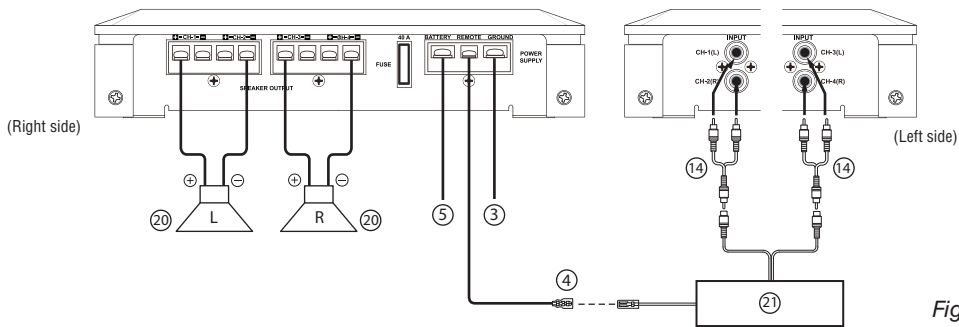 CH-1 CH-2 CH-3 CH-4
40 A
FUSE
BATTERY REMOTE GROUND
POWER
SUPPLY
SPEAKER OUTPUT
INPUT
CH-1(L)
CH-2(R)
INPUT
CH-3(L)
CH-4(R)
(Right side)
(Left side)
14
14
+ −
+ −
20 L
R 20
5
3
4
21
Fig